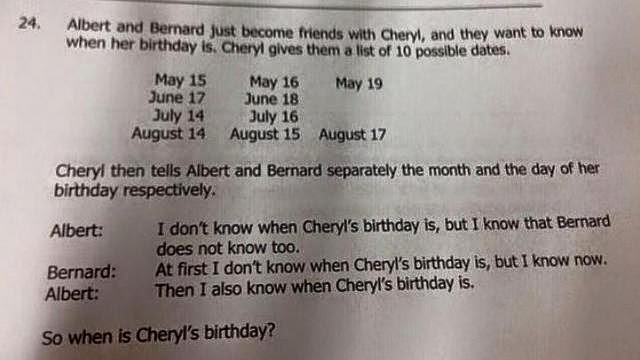 24. Albert and Bernard just become friends with Cheryl, and they want to know
when her birthday is. Cheryl gives them a list of 10 possible dates.
May 15 May 16 May 19
June 17 June 18
July 14 July 16
August 14 August 15 August 17
Cheryl then tells Albert and Bernard separately the month and the day of her
birthday respectively.
Albert: I don't know when Cheryl's birthday is, but I know that Bernard
does not know too.
Bernard: At first I don't know when Cheryl's birthday is, but I know now.
Albert: Then I also know when Cheryl's birthday is.
So when is Cheryl's birthday?